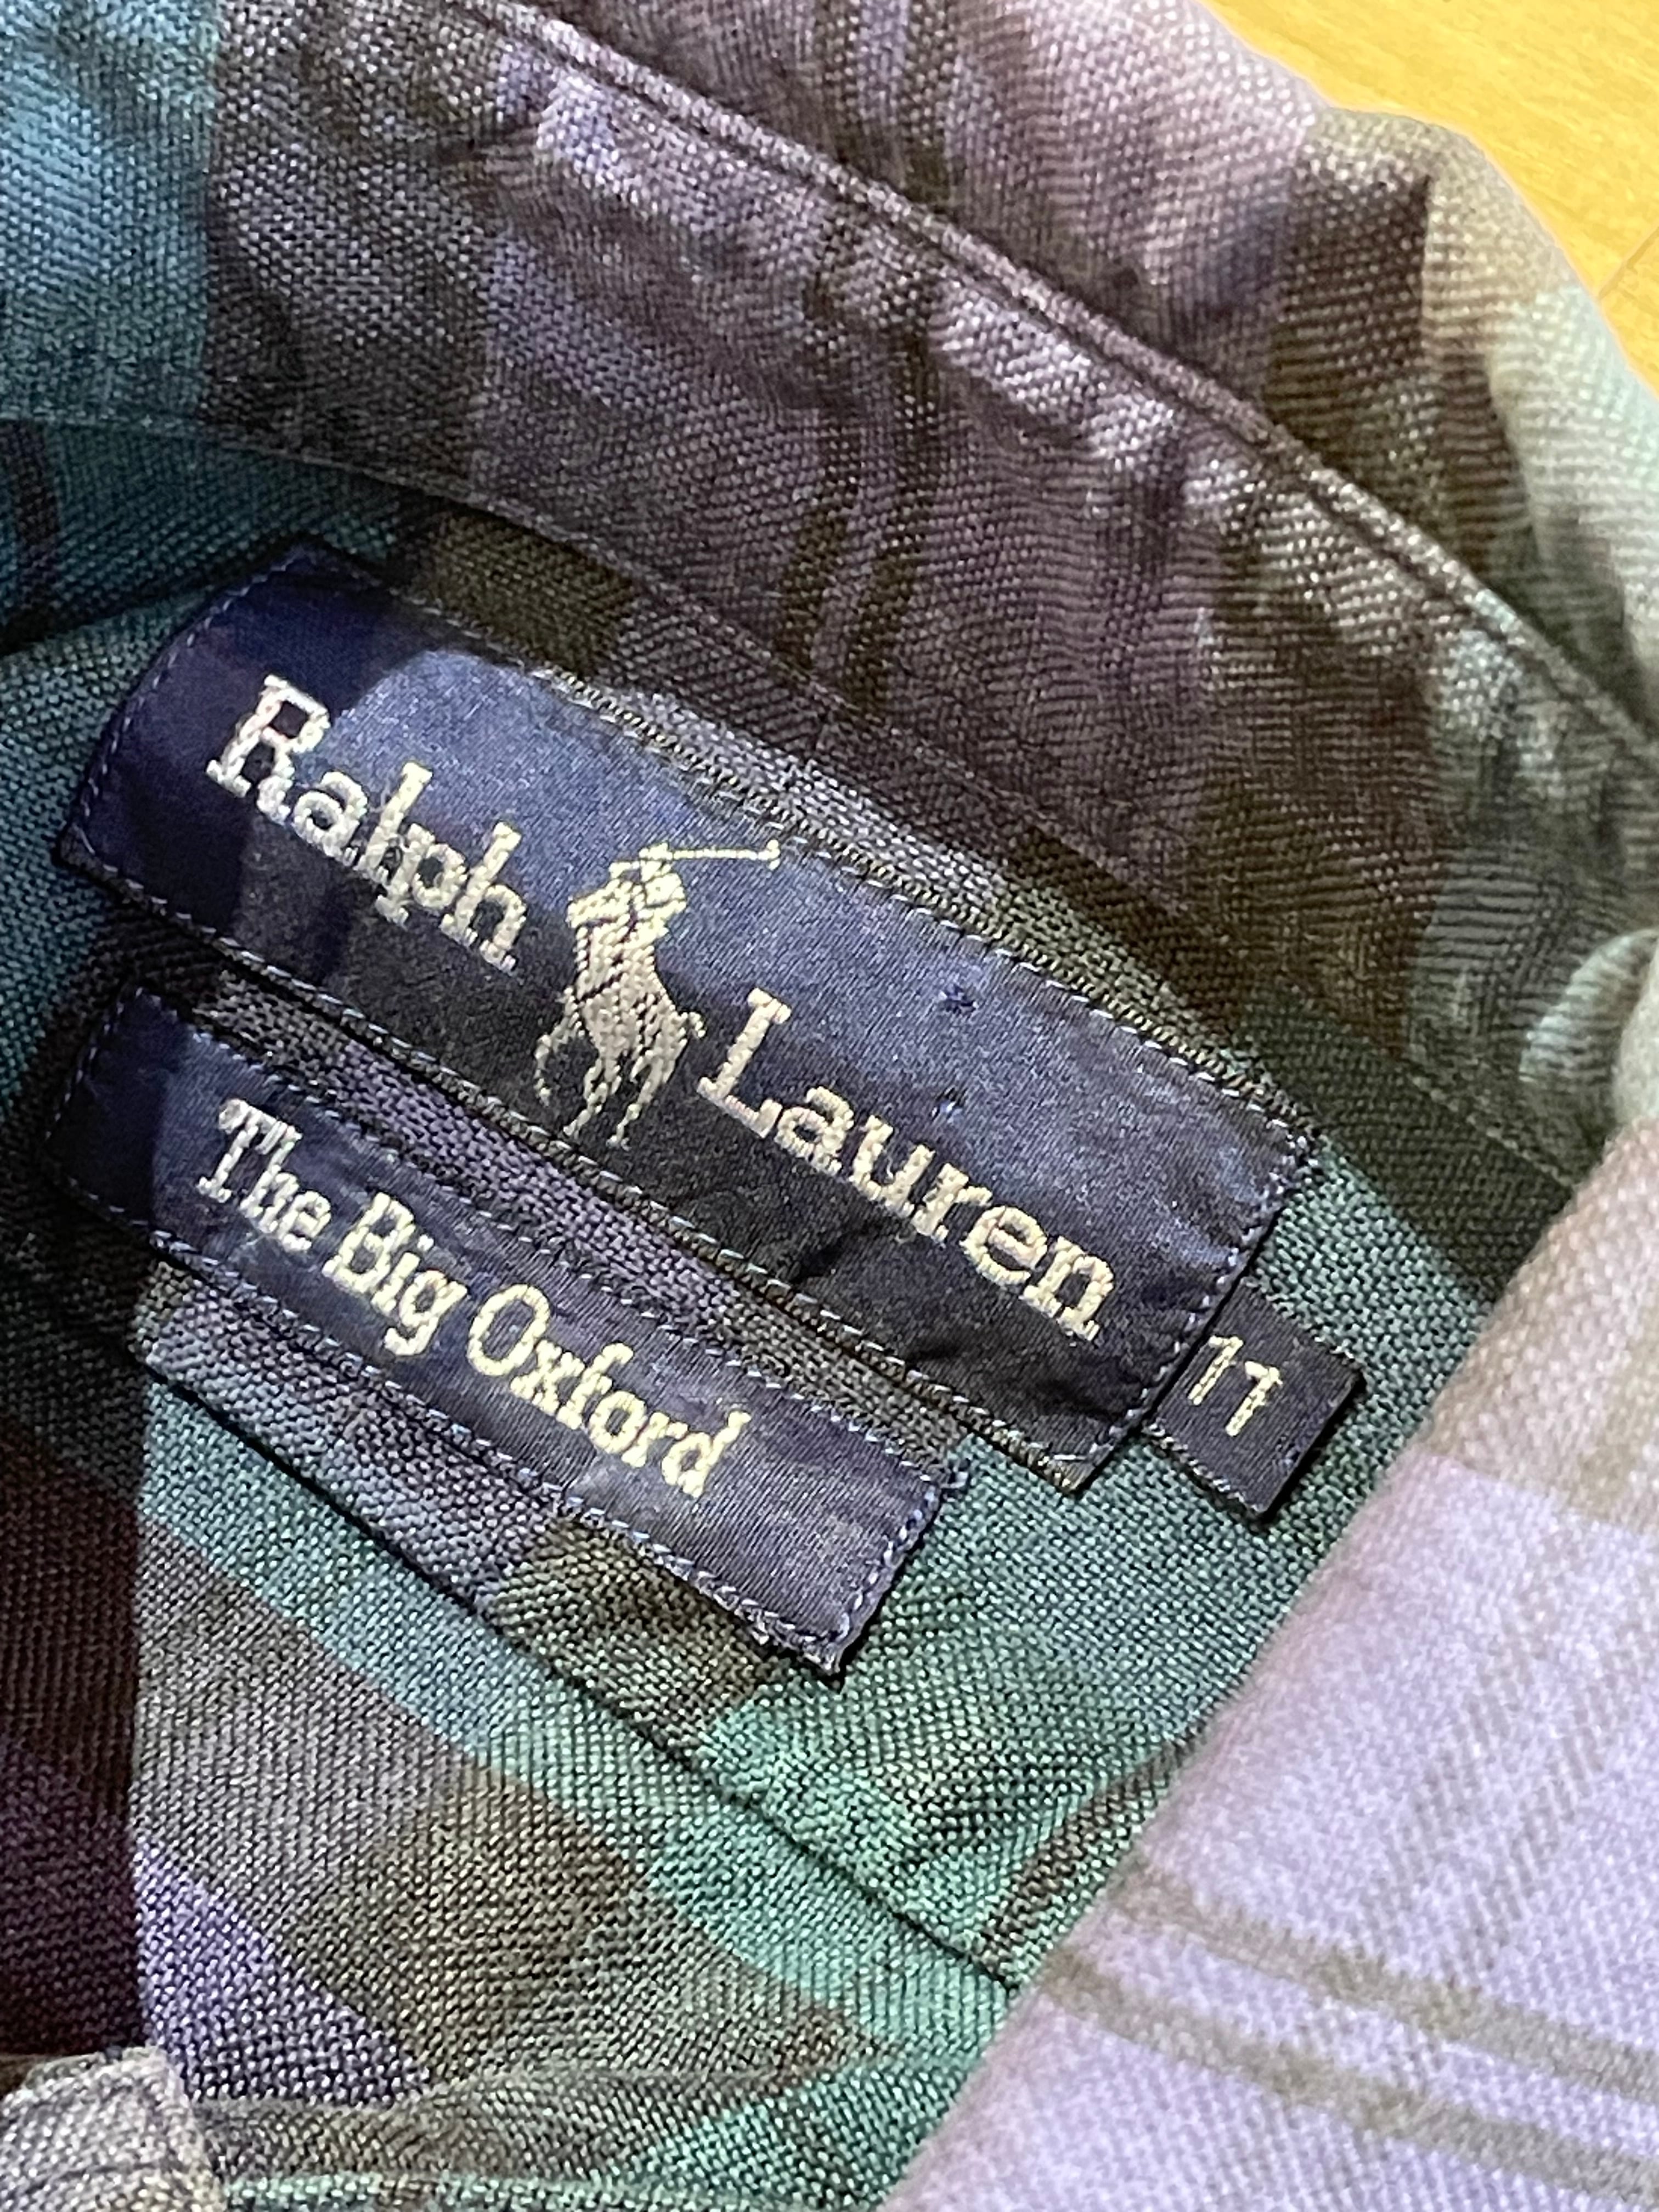 Ralph Lauren
11
The Big Oxford